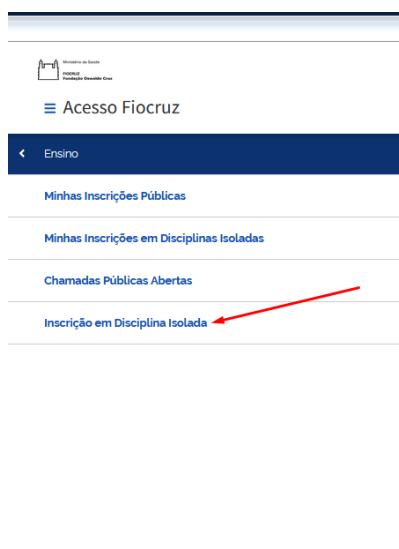 Ministério da Saúde
FIOCRUZ
Fundação Oswaldo Cruz
Acesso Fiocruz
Ensino
Minhas Inscrições Públicas
Minhas Inscrições em Disciplinas Isoladas
Chamadas Públicas Abertas
Inscrição em Disciplina Isolada